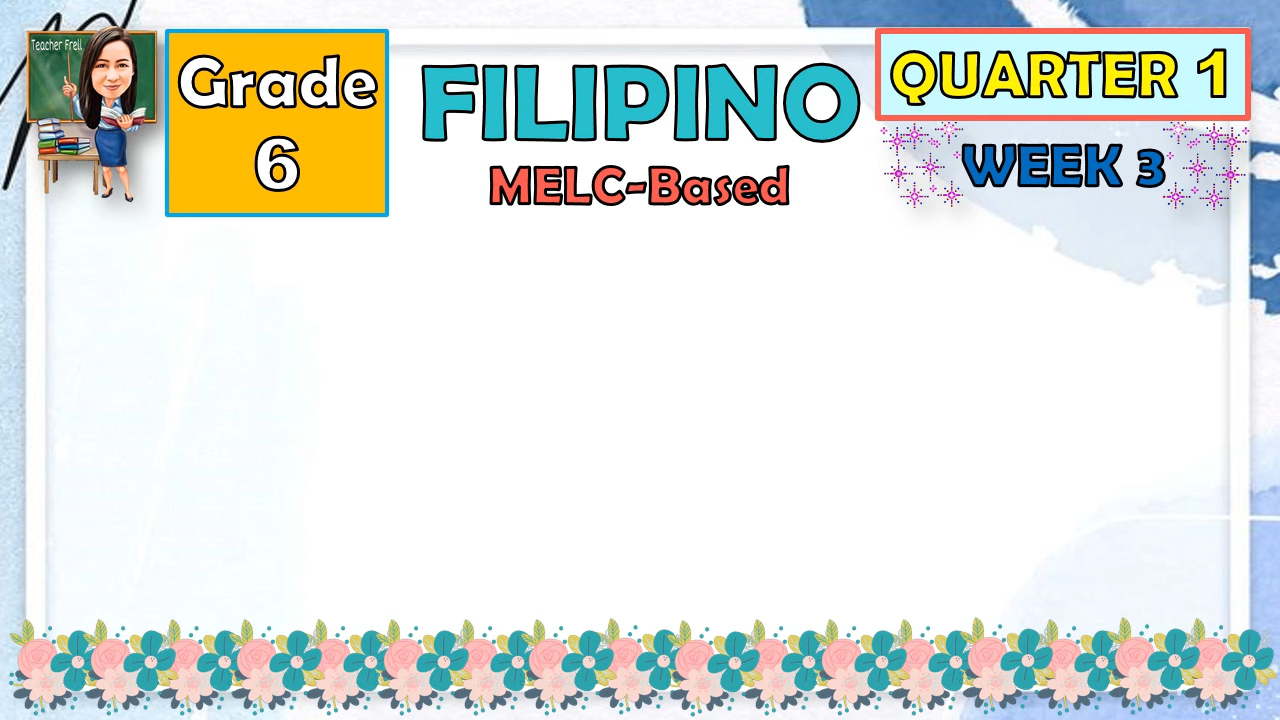 Teacher Frell
Grade
6
FILIPINO
MELC-Based
QUARTER 1
WEEK 3